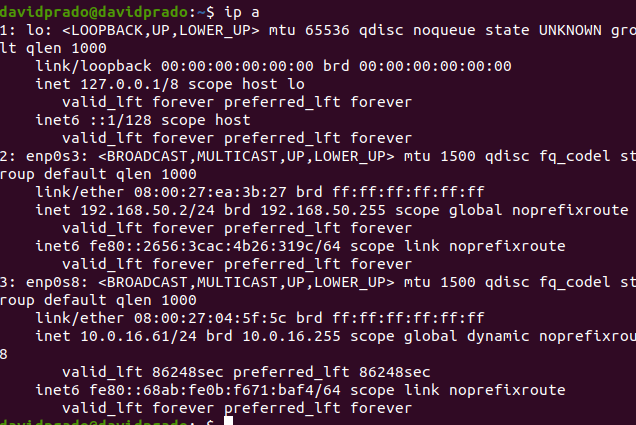 davidprado@davidprado:~$ ip a
1: lo: <LOOPBACK,UP,LOWER_UP> mtu 65536 qdisc noqueue state UNKNOWN gro
lt qlen 1000
    link/loopback 00:00:00:00:00:00 brd 00:00:00:00:00:00
    inet 127.0.0.1/8 scope host lo
       valid_lft forever preferred_lft forever
    inet6 ::1/128 scope host
       valid_lft forever preferred_lft forever
2: enp0s3: <BROADCAST,MULTICAST,UP,LOWER_UP> mtu 1500 qdisc fq_codel st
roup default qlen 1000
    link/ether 08:00:27:ea:3b:27 brd ff:ff:ff:ff:ff:ff
    inet 192.168.50.2/24 brd 192.168.50.255 scope global noprefixroute
       valid_lft forever preferred_lft forever
    inet6 fe80::2656:3cac:4b26:319c/64 scope link noprefixroute
       valid_lft forever preferred_lft forever
3: enp0s8: <BROADCAST,MULTICAST,UP,LOWER_UP> mtu 1500 qdisc fq_codel st
roup default qlen 1000
    link/ether 08:00:27:04:5f:5c brd ff:ff:ff:ff:ff:ff
    inet 10.0.16.61/24 brd 10.0.16.255 scope global dynamic noprefixrou
8
       valid_lft 86248sec preferred_lft 86248sec
    inet6 fe80::68ab:fe0b:f671:baf4/64 scope link noprefixroute
       valid_lft forever preferred_lft forever
davidprado@davidprado:~$